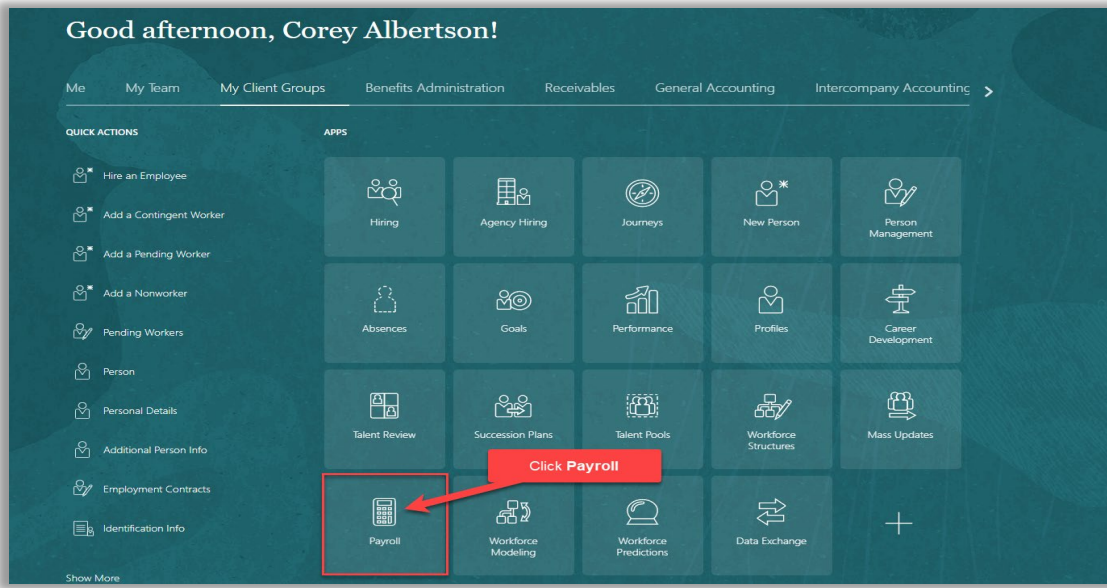 Good afternoon, Corey Albertson!
Me My Team My Client Groups Benefits Administration Receivables General Accounting Intercompany Accounting
QUICK ACTIONS
Hire an Employee
Add a Contingent Worker
Add a Pending Worker
Add a Nonworker
Pending Workers
Person
Personal Details
Additional Person Info
Employment Contracts
Identification Info
Show More
APPS
Hiring
Agency Hiring
Journeys
New Person
Person
Management
Absences
Goals
Performance
Profiles
Career
Development
Talent Review
Succession Plans
Talent Pools
Workforce
Structures
Mass Updates
Click Payroll
Payroll
Workforce
Modeling
Workforce
Predictions
Data Exchange